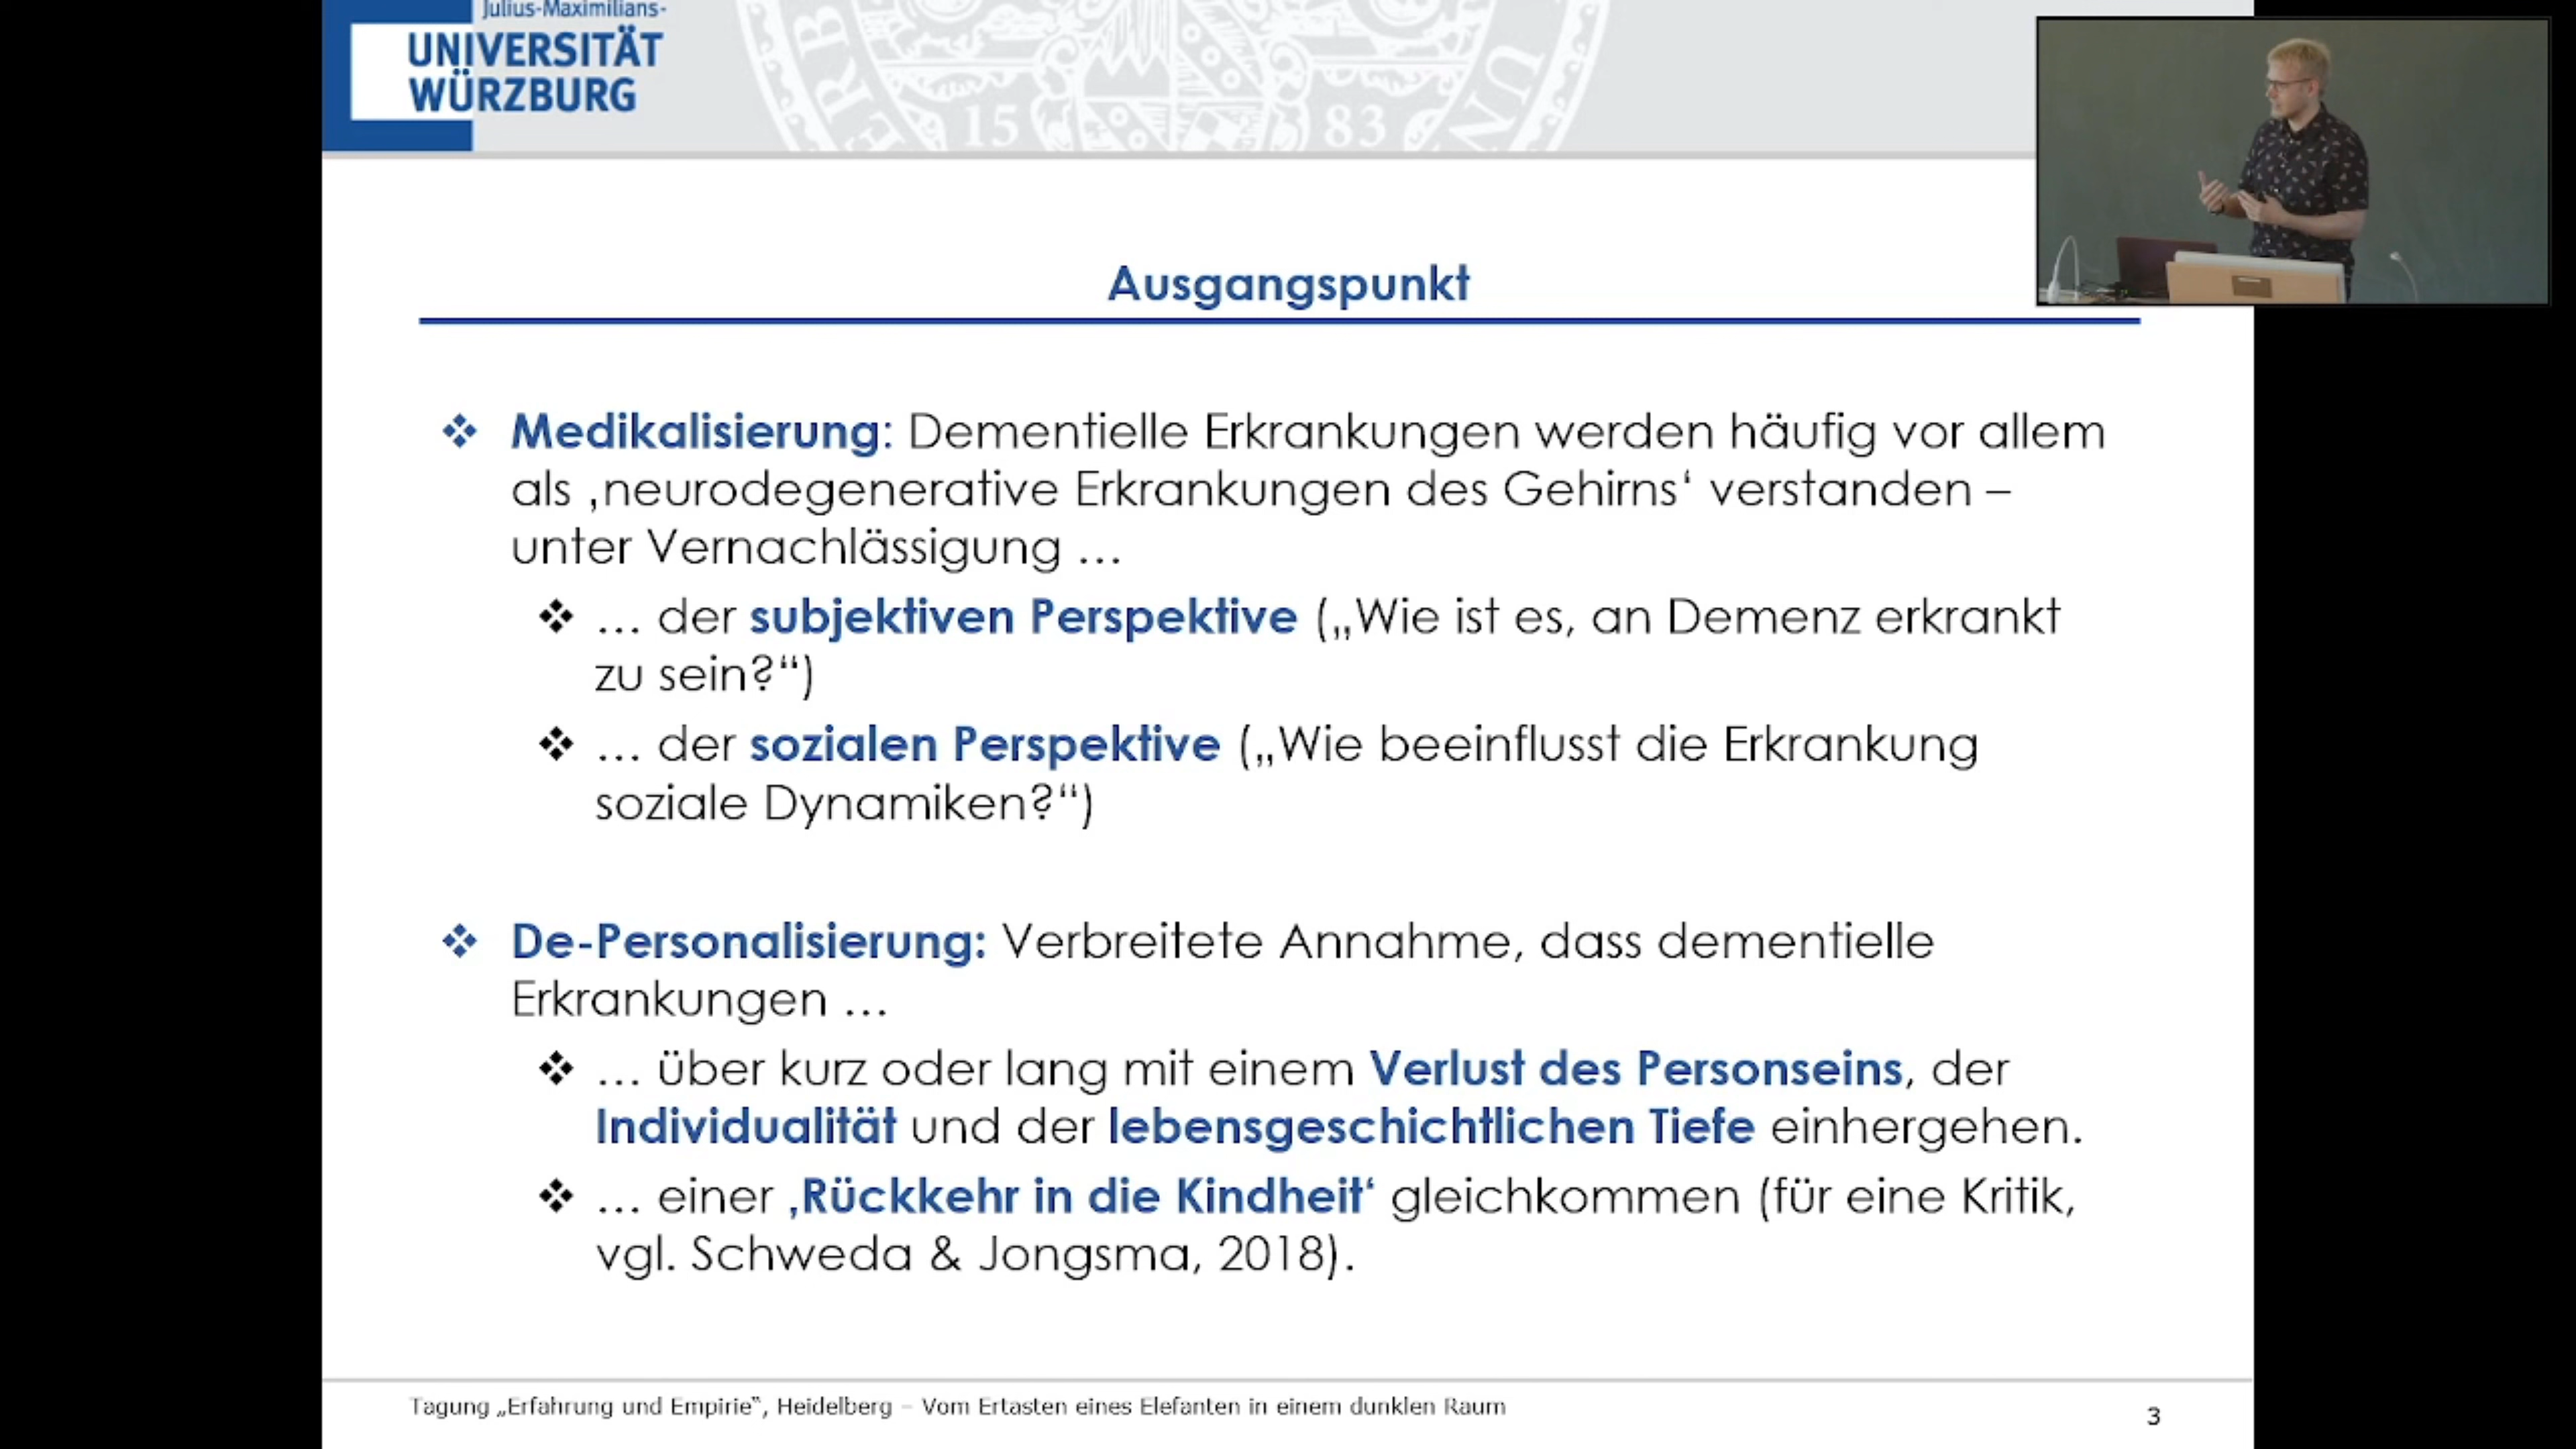 Julius-Maximilians-
UNIVERSITÄT
WÜRZBURG
ERB
15
83
UN
Ausgangspunkt
❖ Medikalisierung: Dementielle Erkrankungen werden häufig vor allem
als ‚neurodegenerative Erkrankungen des Gehirns‘ verstanden –
unter Vernachlässigung …
❖ … der subjektiven Perspektive („Wie ist es, an Demenz erkrankt
zu sein?“)
❖ … der sozialen Perspektive („Wie beeinflusst die Erkrankung
soziale Dynamiken?“)
❖ De-Personalisierung: Verbreitete Annahme, dass dementielle
Erkrankungen …
❖ … über kurz oder lang mit einem Verlust des Personseins, der
Individualität und der lebensgeschichtlichen Tiefe einhergehen.
❖ … einer ‚Rückkehr in die Kindheit‘ gleichkommen (für eine Kritik,
vgl. Schweda & Jongsma, 2018).
Tagung „Erfahrung und Empirie“, Heidelberg – Vom Ertasten eines Elefanten in einem dunklen Raum
3